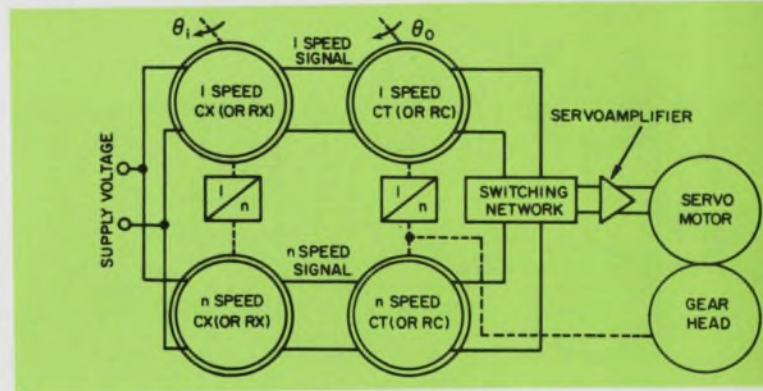 θi
θo
1 SPEED
SIGNAL
1 SPEED
CX (OR RX)
1 SPEED
CT (OR RC)
SERVOAMPLIFIER
SUPPLY VOLTAGE
1/n
1/n
SWITCHING
NETWORK
SERVO
MOTOR
n SPEED
SIGNAL
n SPEED
CX (OR RX)
n SPEED
CT (OR RC)
GEAR
HEAD